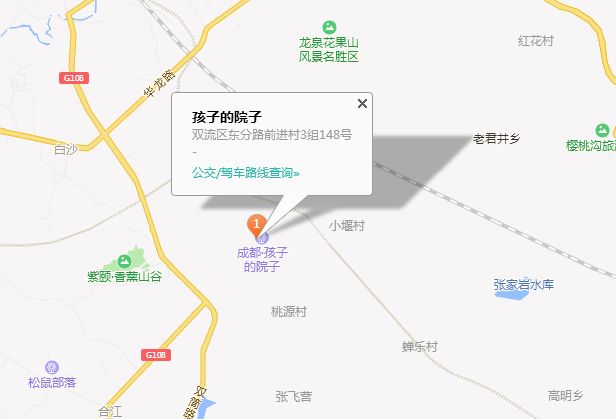 龙泉花果山
风景名胜区
红花村
G108
华龙路
孩子的院子
双流区东分路前进村3组148号
-
公交/驾车路线查询»
白沙
老君井乡
樱桃沟旅
1
小堰村
成都·孩子
的院子
紫颐·香薰山谷
张家岩水库
桃源村
G108
蝉乐村
松鼠部落
双简路
张飞营
高明乡
合江